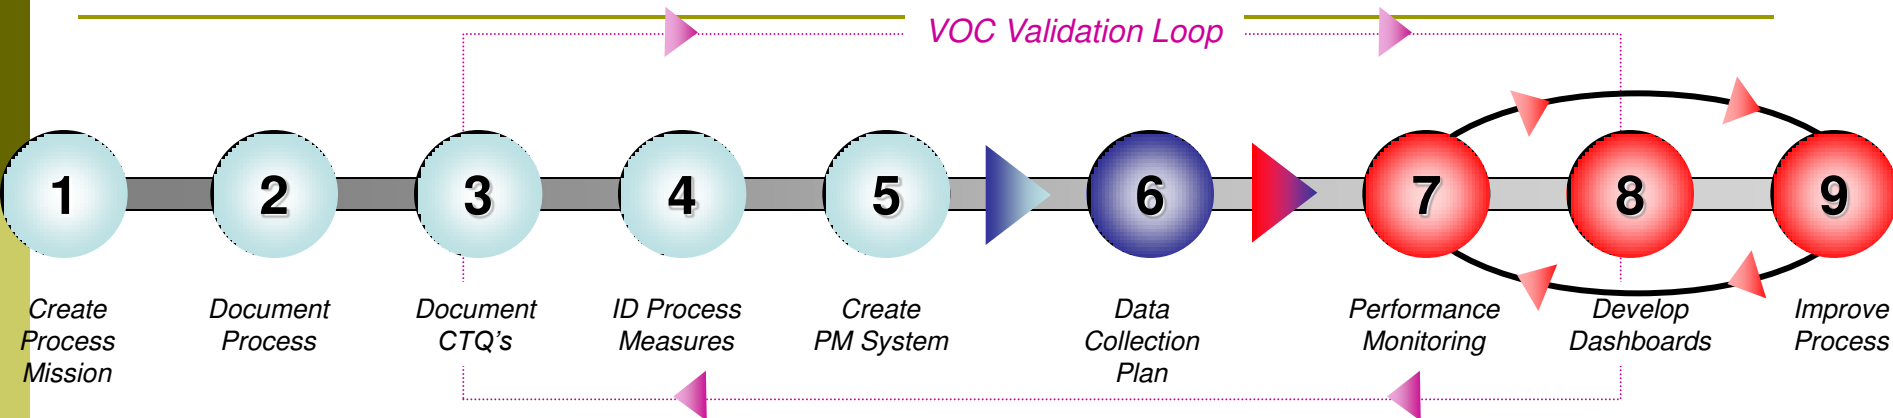 VOC Validation Loop
1 2 3 4 5 6 7 8 9
Create
Process
Mission
Document
Process
Document
CTQ's
ID Process
Measures
Create
PM System
Data
Collection
Plan
Performance
Monitoring
Develop
Dashboards
Improve
Process